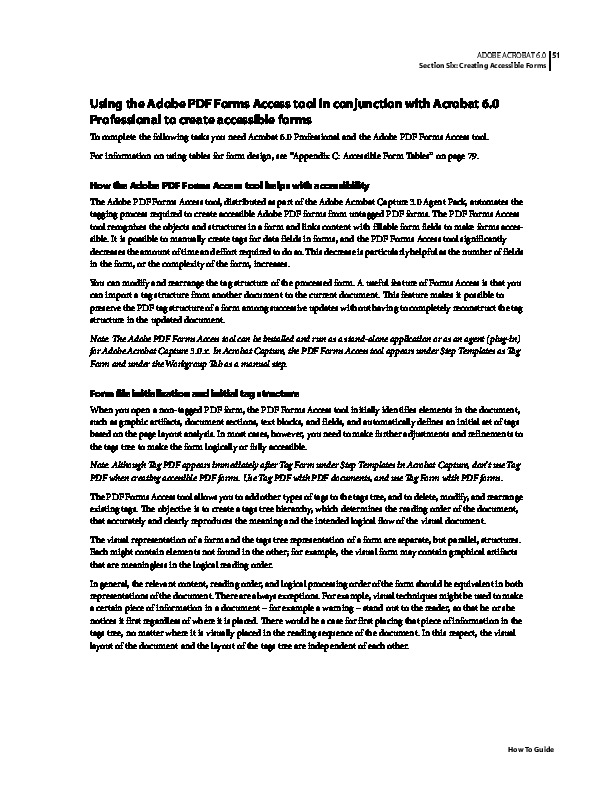 ADOBE ACROBAT 6.0 51
Section Six: Creating Accessible Forms
Using the Adobe PDF Forms Access tool in conjunction with Acrobat 6.0
Professional to create accessible forms
To complete the following tasks you need Acrobat 6.0 Professional and the Adobe PDF Forms Access tool.
For information on using tables for form design, see "Appendix C: Accessible Form Tables" on page 79.
How the Adobe PDF Forms Access tool helps with accessibility
The Adobe PDF Forms Access tool, distributed as part of the Adobe Acrobat Capture 3.0 Agent Pack, automates the
tagging process required to create accessible Adobe PDF forms from untagged PDF forms. The PDF Forms Access
tool recognizes the objects and structures in a form and links content with fillable form fields to make forms acces-
sible. It is possible to manually create tags for data fields in forms, and the PDF Forms Access tool significantly
decreases the amount of time and effort required to do so. This decrease is particularly helpful as the number of fields
in the form, or the complexity of the form, increases.
You can modify and rearrange the tag structure of the processed form. A useful feature of Forms Access is that you
can import a tag structure from another document to the current document. This feature makes it possible to
preserve the PDF tag structure of a form among successive updates without having to completely reconstruct the tag
structure in the updated document.
Note: The Adobe PDF Forms Access tool can be installed and run as a stand-alone application or as an agent (plug-in)
for Adobe Acrobat Capture 3.0.x. In Acrobat Capture, the PDF Forms Access tool appears under Step Templates as Tag
Form and under the Workgroup Tab as a manual step.
Form file initialization and initial tag structure
When you open a non-tagged PDF form, the PDF Forms Access tool initially identifies elements in the document,
such as graphic artifacts, document sections, text blocks, and fields, and automatically defines an initial set of tags
based on the page layout analysis. In most cases, however, you need to make further adjustments and refinements to
the tags tree to make the form logically or fully accessible.
Note: Although Tag PDF appears immediately after Tag Form under Step Templates in Acrobat Capture, don't use Tag
PDF when creating accessible PDF forms. Use Tag PDF with PDF documents, and use Tag Form with PDF forms.
The PDF Forms Access tool allows you to add other types of tags to the tags tree, and to delete, modify, and rearrange
existing tags. The objective is to create a tags tree hierarchy, which determines the reading order of the document,
that accurately and clearly reproduces the meaning and the intended logical flow of the visual document.
The visual representation of a form and the tags tree representation of a form are separate, but parallel, structures.
Each might contain elements not found in the other; for example, the visual form may contain graphical artifacts
that are meaningless in the logical reading order.
In general, the relevant content, reading order, and logical processing order of the form should be equivalent in both
representations of the document. There are always exceptions. For example, visual techniques might be used to make
a certain piece of information in a document – for example a warning – stand out to the reader, so that he or she
notices it first regardless of where it is placed. There would be a case for first placing that piece of information in the
tags tree, no matter where it is visually placed in the reading sequence of the document. In this respect, the visual
layout of the document and the layout of the tags tree are independent of each other.
How To Guide